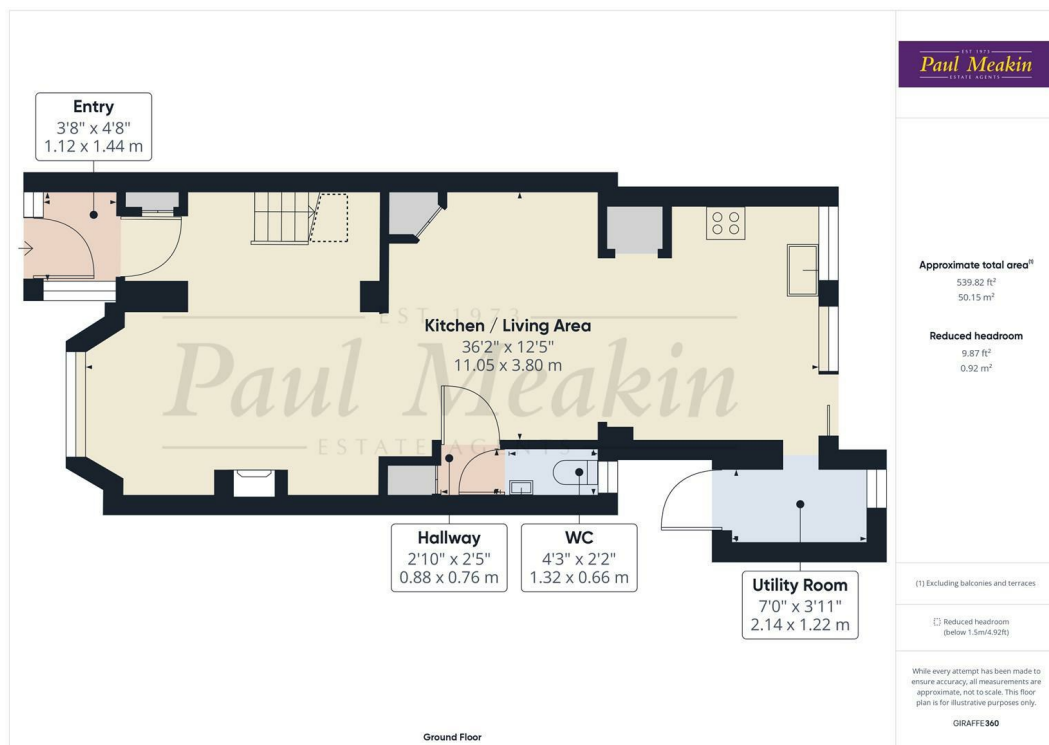 Entry
3'8" x 4'8"
1.12 x 1.44 m
EST 1973
Kitchen / Living Area
36'2" x 12'5"
11.05 x 3.80 m
Paul Meakin
ESTATE AGENTS
Hallway
2'10" x 2'5"
0.88 x 0.76 m
WC
4'3" x 2'2"
1.32 x 0.66 m
Utility Room
7'0" x 3'11"
2.14 x 1.22 m
Ground Floor
EST 1973
Paul Meakin
ESTATE AGENTS
Approximate total area(1)
539.82 ft²
50.15 m²
Reduced headroom
9.87 ft²
0.92 m²
(1) Excluding balconies and terraces
Reduced headroom
(below 1.5m/4.92ft)
While every attempt has been made to
ensure accuracy, all measurements are
approximate, not to scale. This floor
plan is for illustrative purposes only.
GIRAFFE360